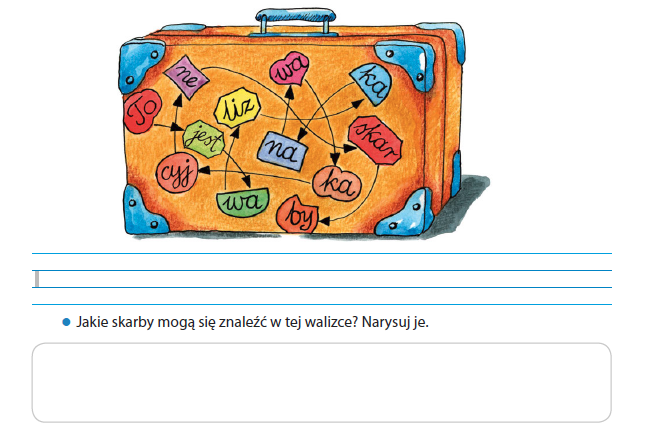 ne
wa
ka
To
liz
jest
skar
na
cyj
ka
wa
by
Jakie skarby mogą się znaleźć w tej walizce? Narysuj je.